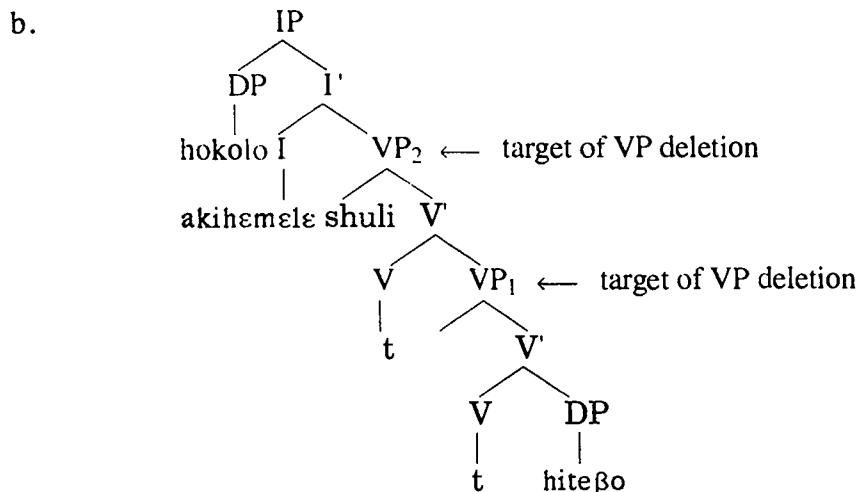 b. IP
DP I'
hokolo I VP₂ ← target of VP deletion
akihɛmɛlɛ shuli V'
V VP₁ ← target of VP deletion
t V'
V DP
t hiteβo